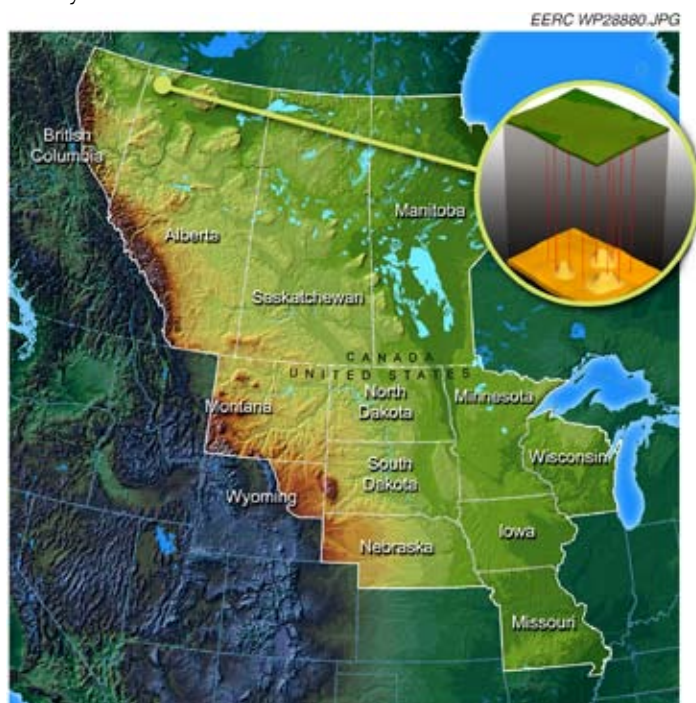 EERC WP28880.JPG
British
Columbia
Alberta
Manitoba
Saskatchewan
CANADA
UNITED STATES
Montana
North
Dakota
Minnesota
South
Dakota
Wisconsin
Wyoming
Iowa
Nebraska
Missouri